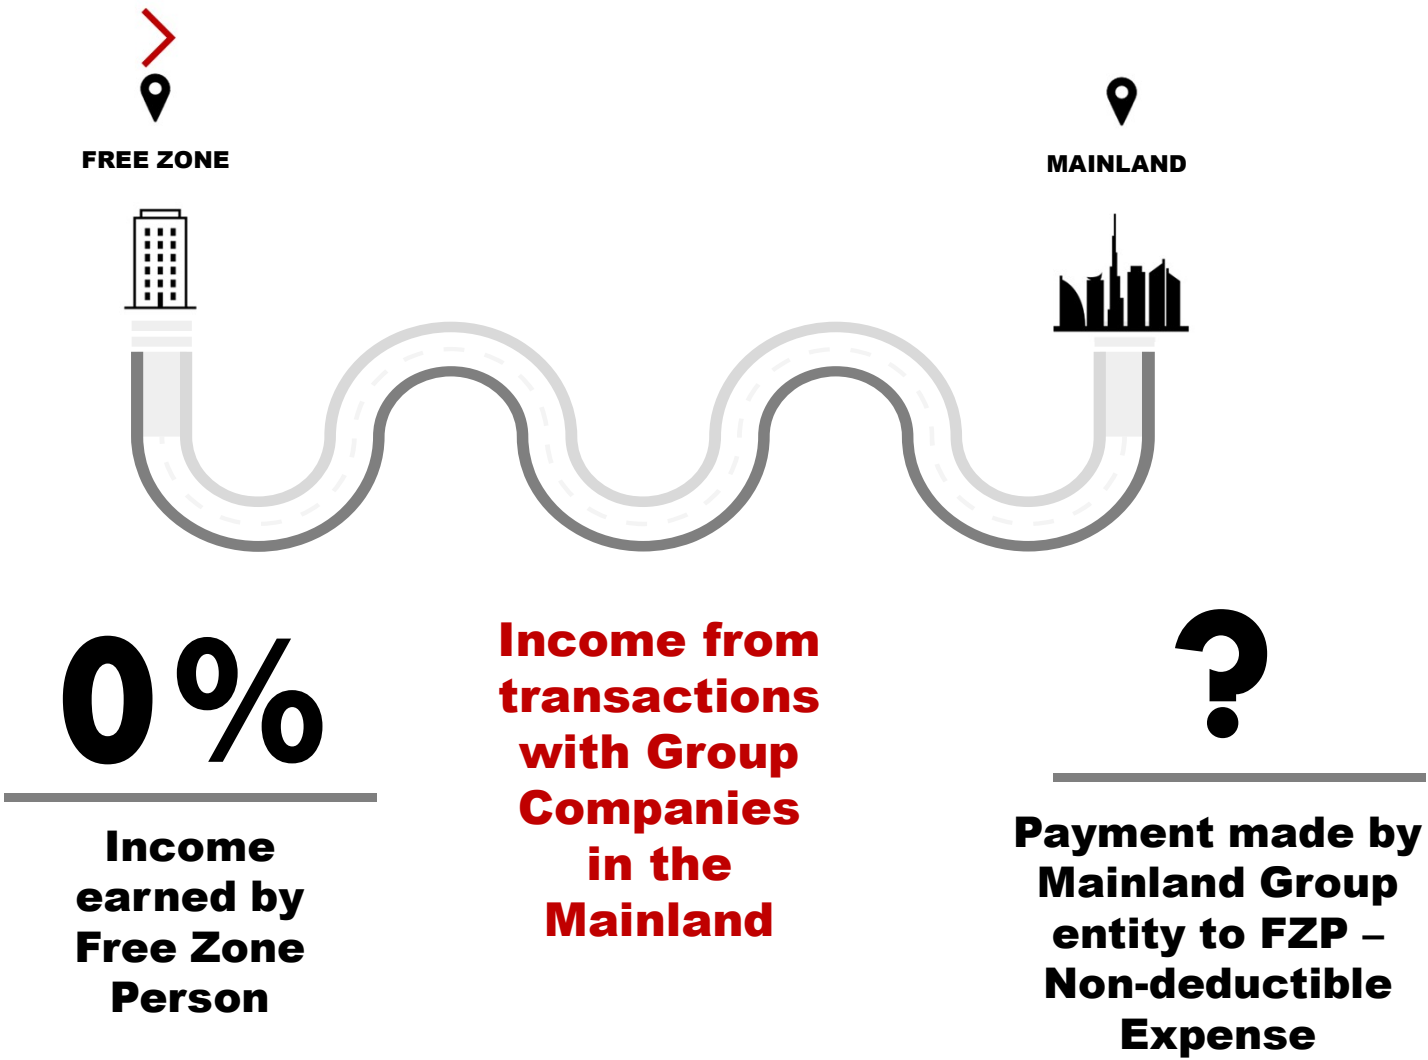 FREE ZONE
MAINLAND
0%
Income
earned by
Free Zone
Person
Income from
transactions
with Group
Companies
in the
Mainland
?
Payment made by
Mainland Group
entity to FZP –
Non-deductible
Expense